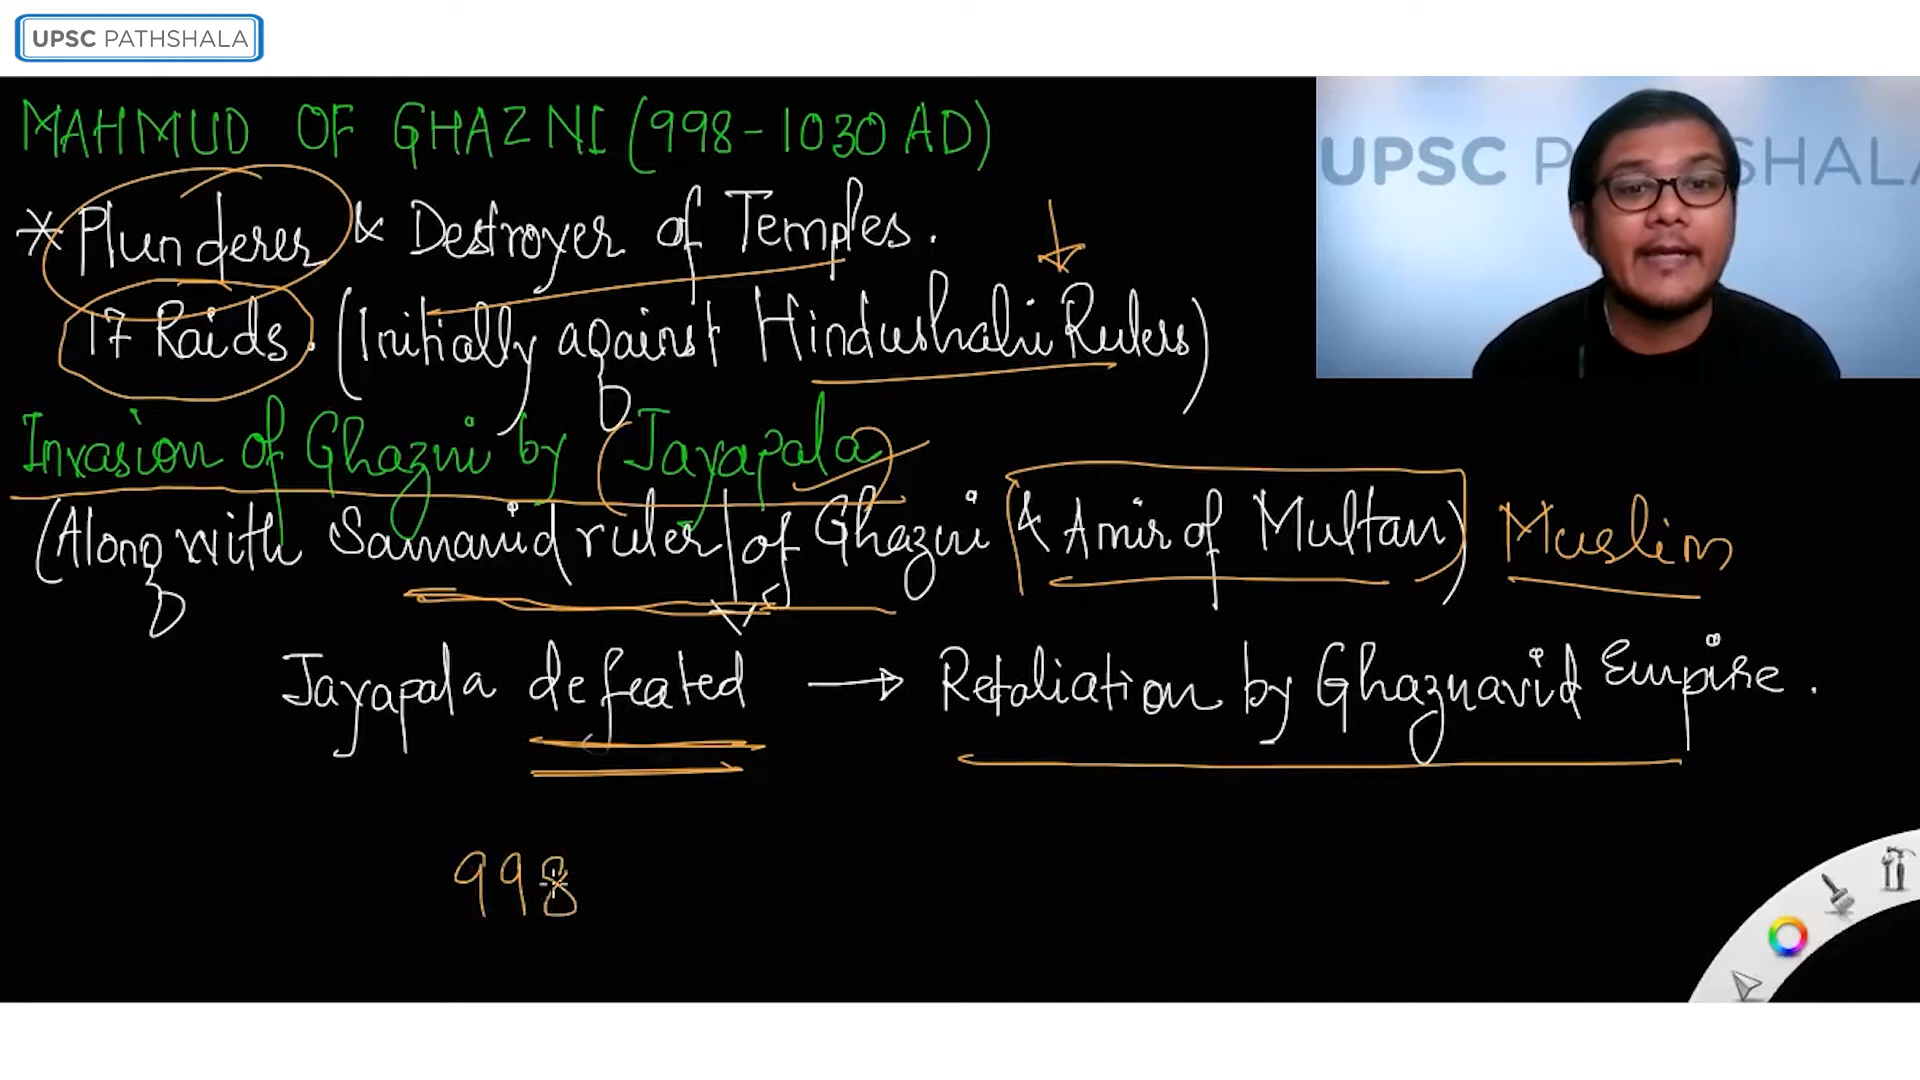 UPSC PATHSHALA
MAHMUD OF GHAZNI (998-1030 AD)
UPSC P SHALA
* Plunderer & Destroyer of Temples.
17 Raids. (Initially against Hindushahi Rulers)
Invasion of Ghazni by Jayapala
(Along with Samanid ruler of Ghazni & Amir of Multan) Muslim
Jayapala defeated → Retaliation by Ghaznavid Empire.
998